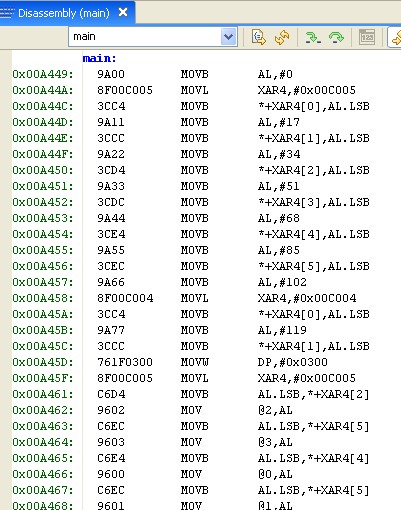 Disassembly (main)
main
main:
0x00A449: 9A00 MOVB AL,#0
0x00A44A: 8F00C005 MOVL XAR4,#0x00C005
0x00A44C: 3CC4 MOVB *+XAR4[0],AL.LSB
0x00A44D: 9A11 MOVB AL,#17
0x00A44E: 3CCC MOVB *+XAR4[1],AL.LSB
0x00A44F: 9A22 MOVB AL,#34
0x00A450: 3CD4 MOVB *+XAR4[2],AL.LSB
0x00A451: 9A33 MOVB AL,#51
0x00A452: 3CDC MOVB *+XAR4[3],AL.LSB
0x00A453: 9A44 MOVB AL,#68
0x00A454: 3CE4 MOVB *+XAR4[4],AL.LSB
0x00A455: 9A55 MOVB AL,#85
0x00A456: 3CEC MOVB *+XAR4[5],AL.LSB
0x00A457: 9A66 MOVB AL,#102
0x00A458: 8F00C004 MOVL XAR4,#0x00C004
0x00A45A: 3CC4 MOVB *+XAR4[0],AL.LSB
0x00A45B: 9A77 MOVB AL,#119
0x00A45C: 3CCC MOVB *+XAR4[1],AL.LSB
0x00A45D: 761F0300 MOVW DP,#0x0300
0x00A45F: 8F00C005 MOVL XAR4,#0x00C005
0x00A461: C6D4 MOVB AL.LSB,*+XAR4[2]
0x00A462: 9602 MOV @2,AL
0x00A463: C6EC MOVB AL.LSB,*+XAR4[5]
0x00A464: 9603 MOV @3,AL
0x00A465: C6E4 MOVB AL.LSB,*+XAR4[4]
0x00A466: 9600 MOV @0,AL
0x00A467: C6EC MOVB AL.LSB,*+XAR4[5]
0x00A468: 9601 MOV @1,AL